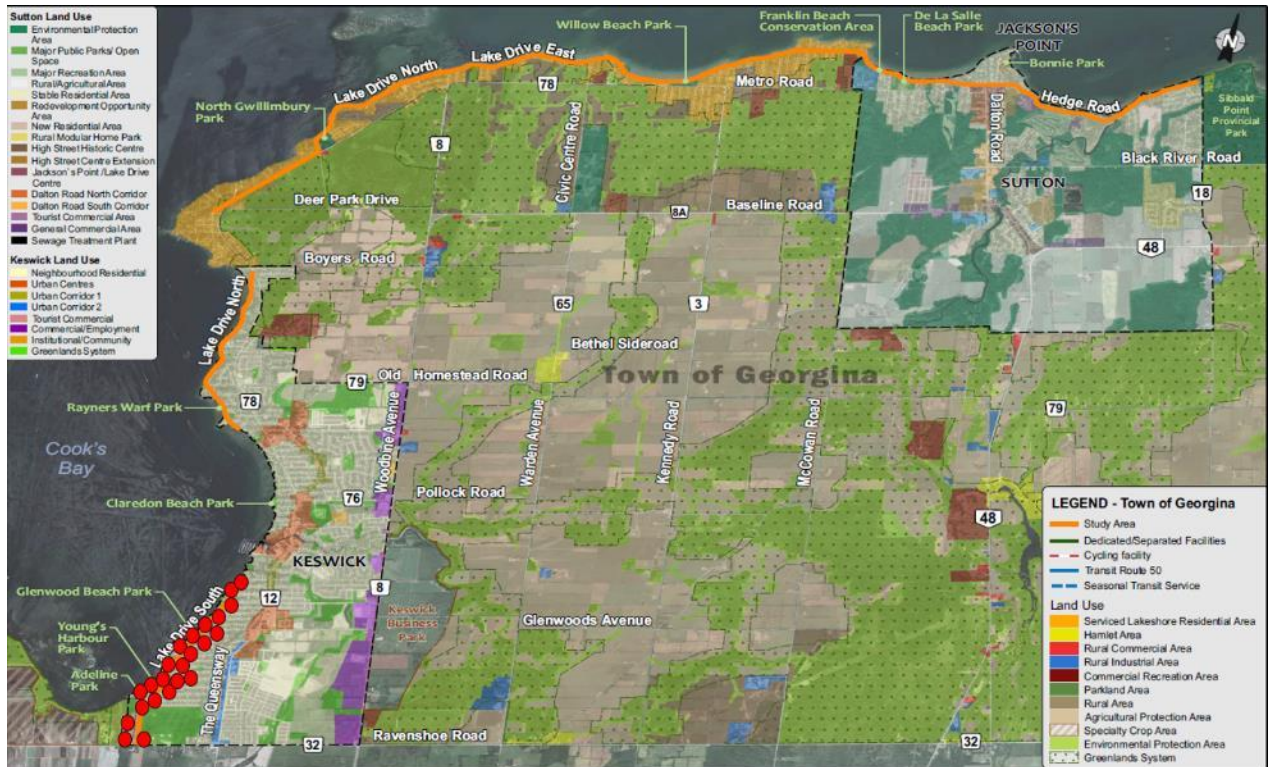 Sutton Land Use
Environmental Protection
Area
Major Public Parks/ Open
Space
Major Recreation Area
Rural/Agricultural Area
Stable Residential Area
Redevelopment Opportunity
Area
New Residential Area
Rural Modular Home Park
High Street Historic Centre
High Street Centre Extension
Jackson`s Point /Lake Drive
Centre
Dalton Road North Corridor
Dalton Road South Corridor
Tourist Commercial Area
General Commercial Area
Sewage Treatment Plant
Keswick Land Use
Neighbourhood Residential
Urban Centres
Urban Corridor 1
Urban Corridor 2
Tourist Commercial
Commercial/Employment
Institutional/Community
Greenlands System
Willow Beach Park
Franklin Beach
Conservation Area
De La Salle
Beach Park
JACKSON'S
POINT
Bonnie Park
N
Lake Drive North
Lake Drive East
78
Metro Road
Hedge Road
Dalton Road
Sibbald
Point
Provincial
Park
North Gwillimbury
Park
8
Civic Centre Road
Black River Road
SUTTON
18
Deer Park Drive
8A
Baseline Road
48
Boyers Road
Lake Drive North
65
3
Bethel Sideroad
79
Old Homestead Road
Town of Georgina
Rayners Warf Park
78
79
Cook's
Bay
Woodbine Avenue
Warden Avenue
Kennedy Road
McCowan Road
Claredon Beach Park
76
Pollock Road
48
KESWICK
Glenwood Beach Park
12
8
Lake Drive South
Keswick
Business
Park
Glenwoods Avenue
Young's
Harbour
Park
Adeline
Park
The Queensway
32
Ravenshoe Road
32
LEGEND - Town of Georgina
Study Area
Dedicated/Separated Facilities
Cycling facility
Transit Route 50
Seasonal Transit Service
Land Use
Serviced Lakeshore Residential Area
Hamlet Area
Rural Commercial Area
Rural Industrial Area
Commercial Recreation Area
Parkland Area
Rural Area
Agricultural Protection Area
Specialty Crop Area
Environmental Protection Area
Greenlands System